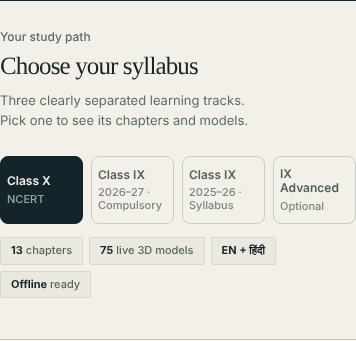 Your study path
Choose your syllabus
Three clearly separated learning tracks.
Pick one to see its chapters and models.
Class X
NCERT
Class IX
2026–27 ·
Compulsory
Class IX
2025–26 ·
Syllabus
IX
Advanced
Optional
13 chapters
75 live 3D models
EN + हिंदी
Offline ready